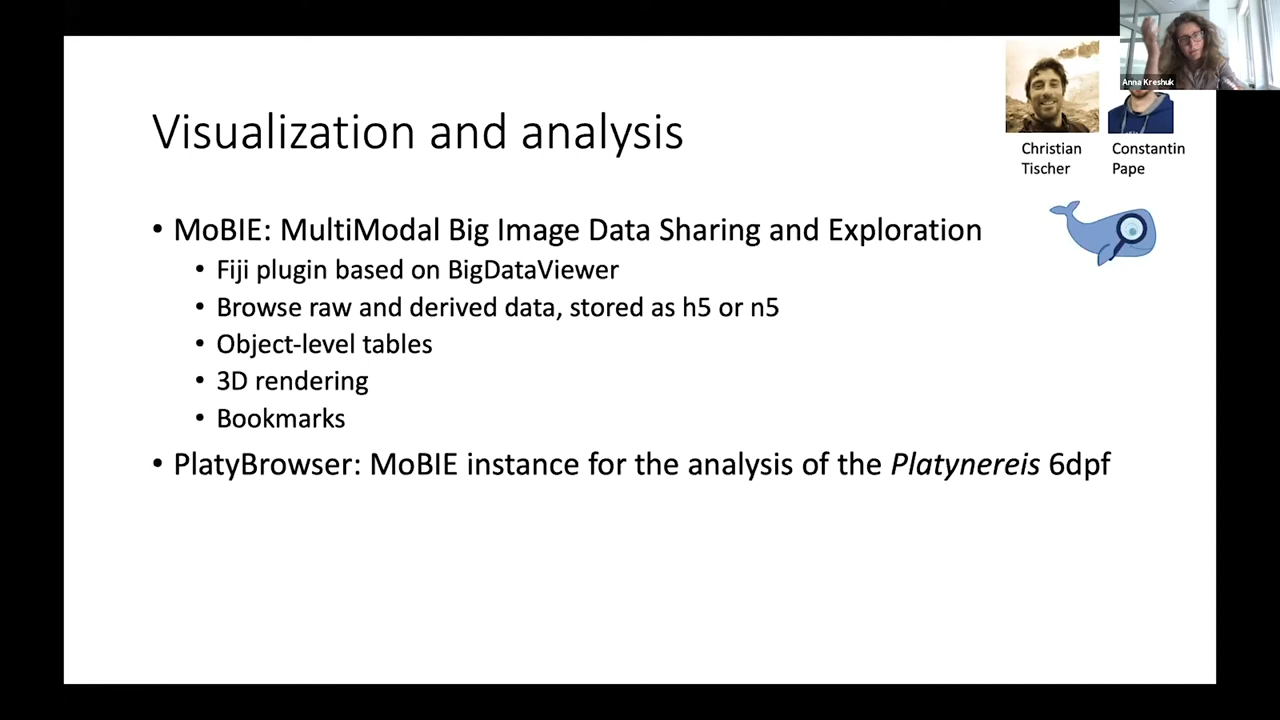 Anna Kreshuk
Visualization and analysis
Christian
Tischer
Constantin
Pape
• MoBIE: MultiModal Big Image Data Sharing and Exploration
• Fiji plugin based on BigDataViewer
• Browse raw and derived data, stored as h5 or n5
• Object-level tables
• 3D rendering
• Bookmarks
• PlatyBrowser: MoBIE instance for the analysis of the Platynereis 6dpf